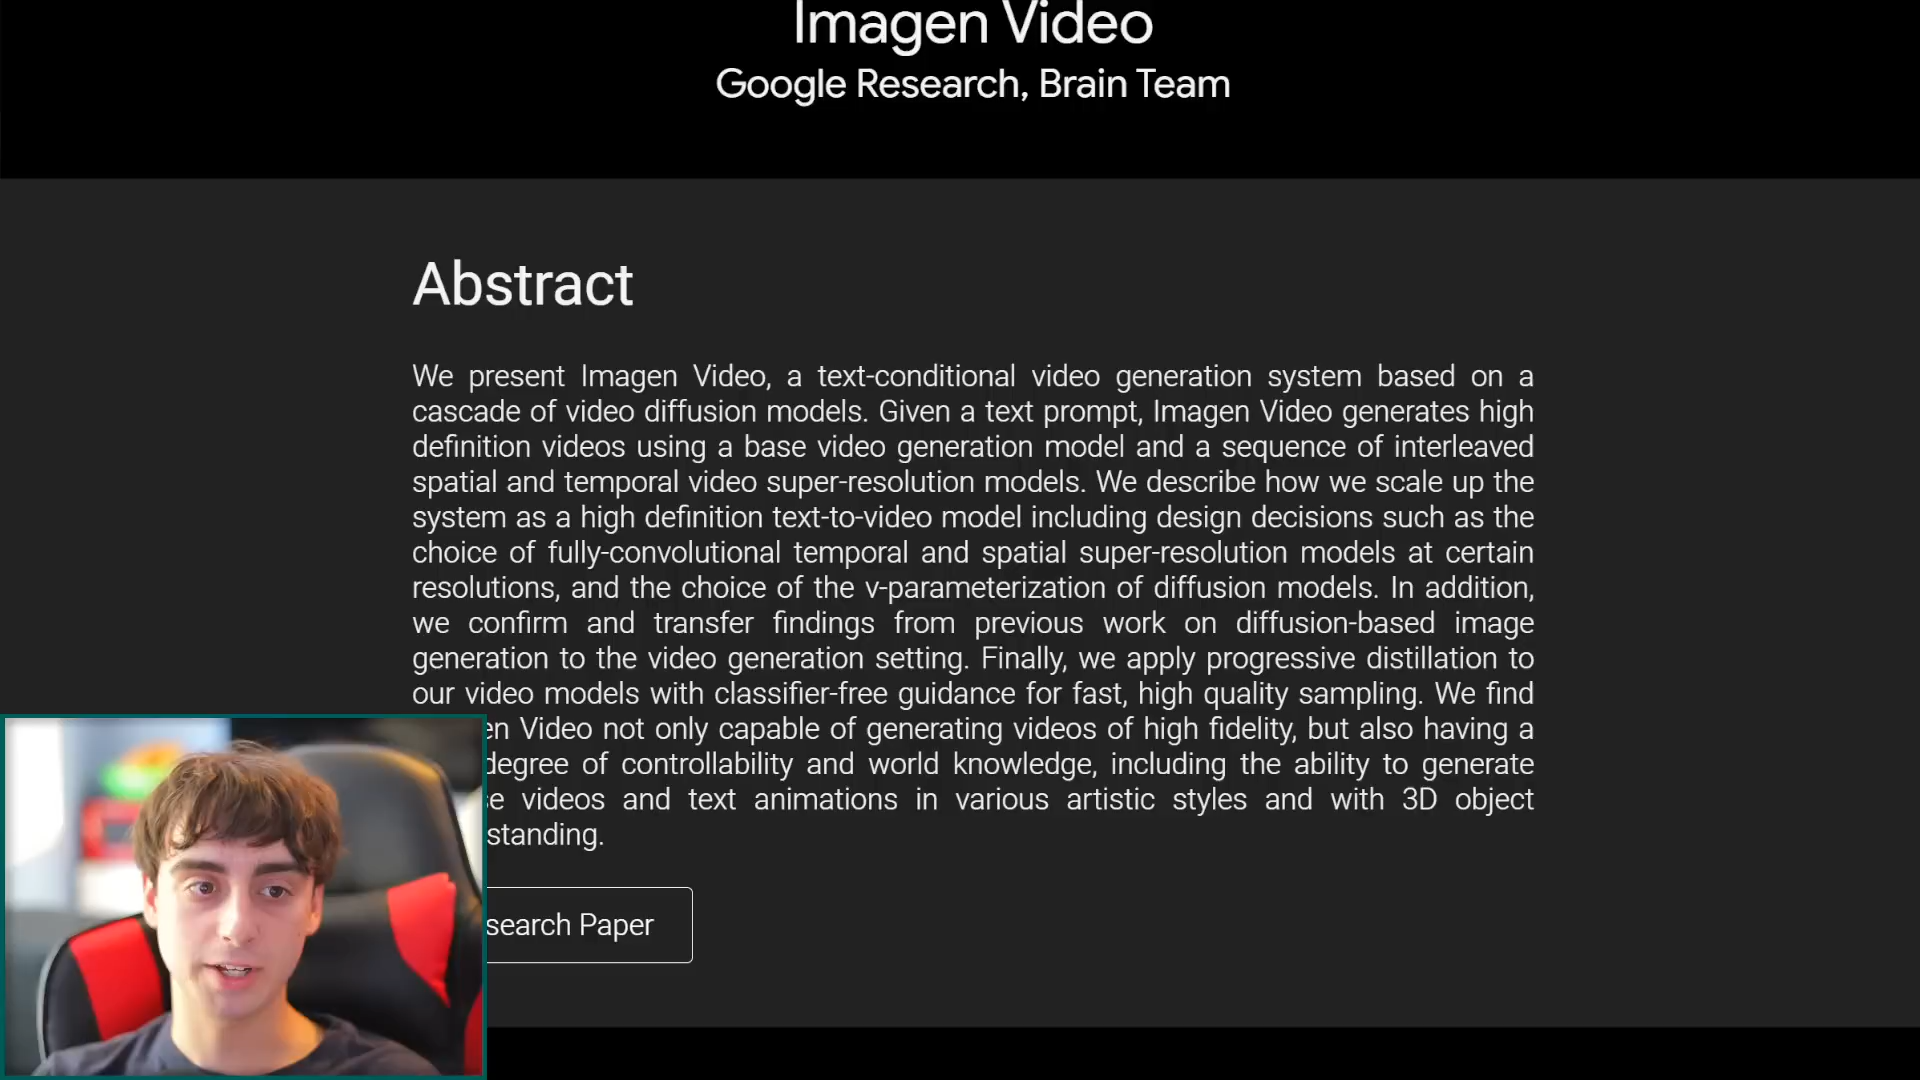 Imagen Video
Google Research, Brain Team
Abstract
We present Imagen Video, a text-conditional video generation system based on a
cascade of video diffusion models. Given a text prompt, Imagen Video generates high
definition videos using a base video generation model and a sequence of interleaved
spatial and temporal video super-resolution models. We describe how we scale up the
system as a high definition text-to-video model including design decisions such as the
choice of fully-convolutional temporal and spatial super-resolution models at certain
resolutions, and the choice of the v-parameterization of diffusion models. In addition,
we confirm and transfer findings from previous work on diffusion-based image
generation to the video generation setting. Finally, we apply progressive distillation to
our video models with classifier-free guidance for fast, high quality sampling. We find
en Video not only capable of generating videos of high fidelity, but also having a
degree of controllability and world knowledge, including the ability to generate
se videos and text animations in various artistic styles and with 3D object
standing.
search Paper